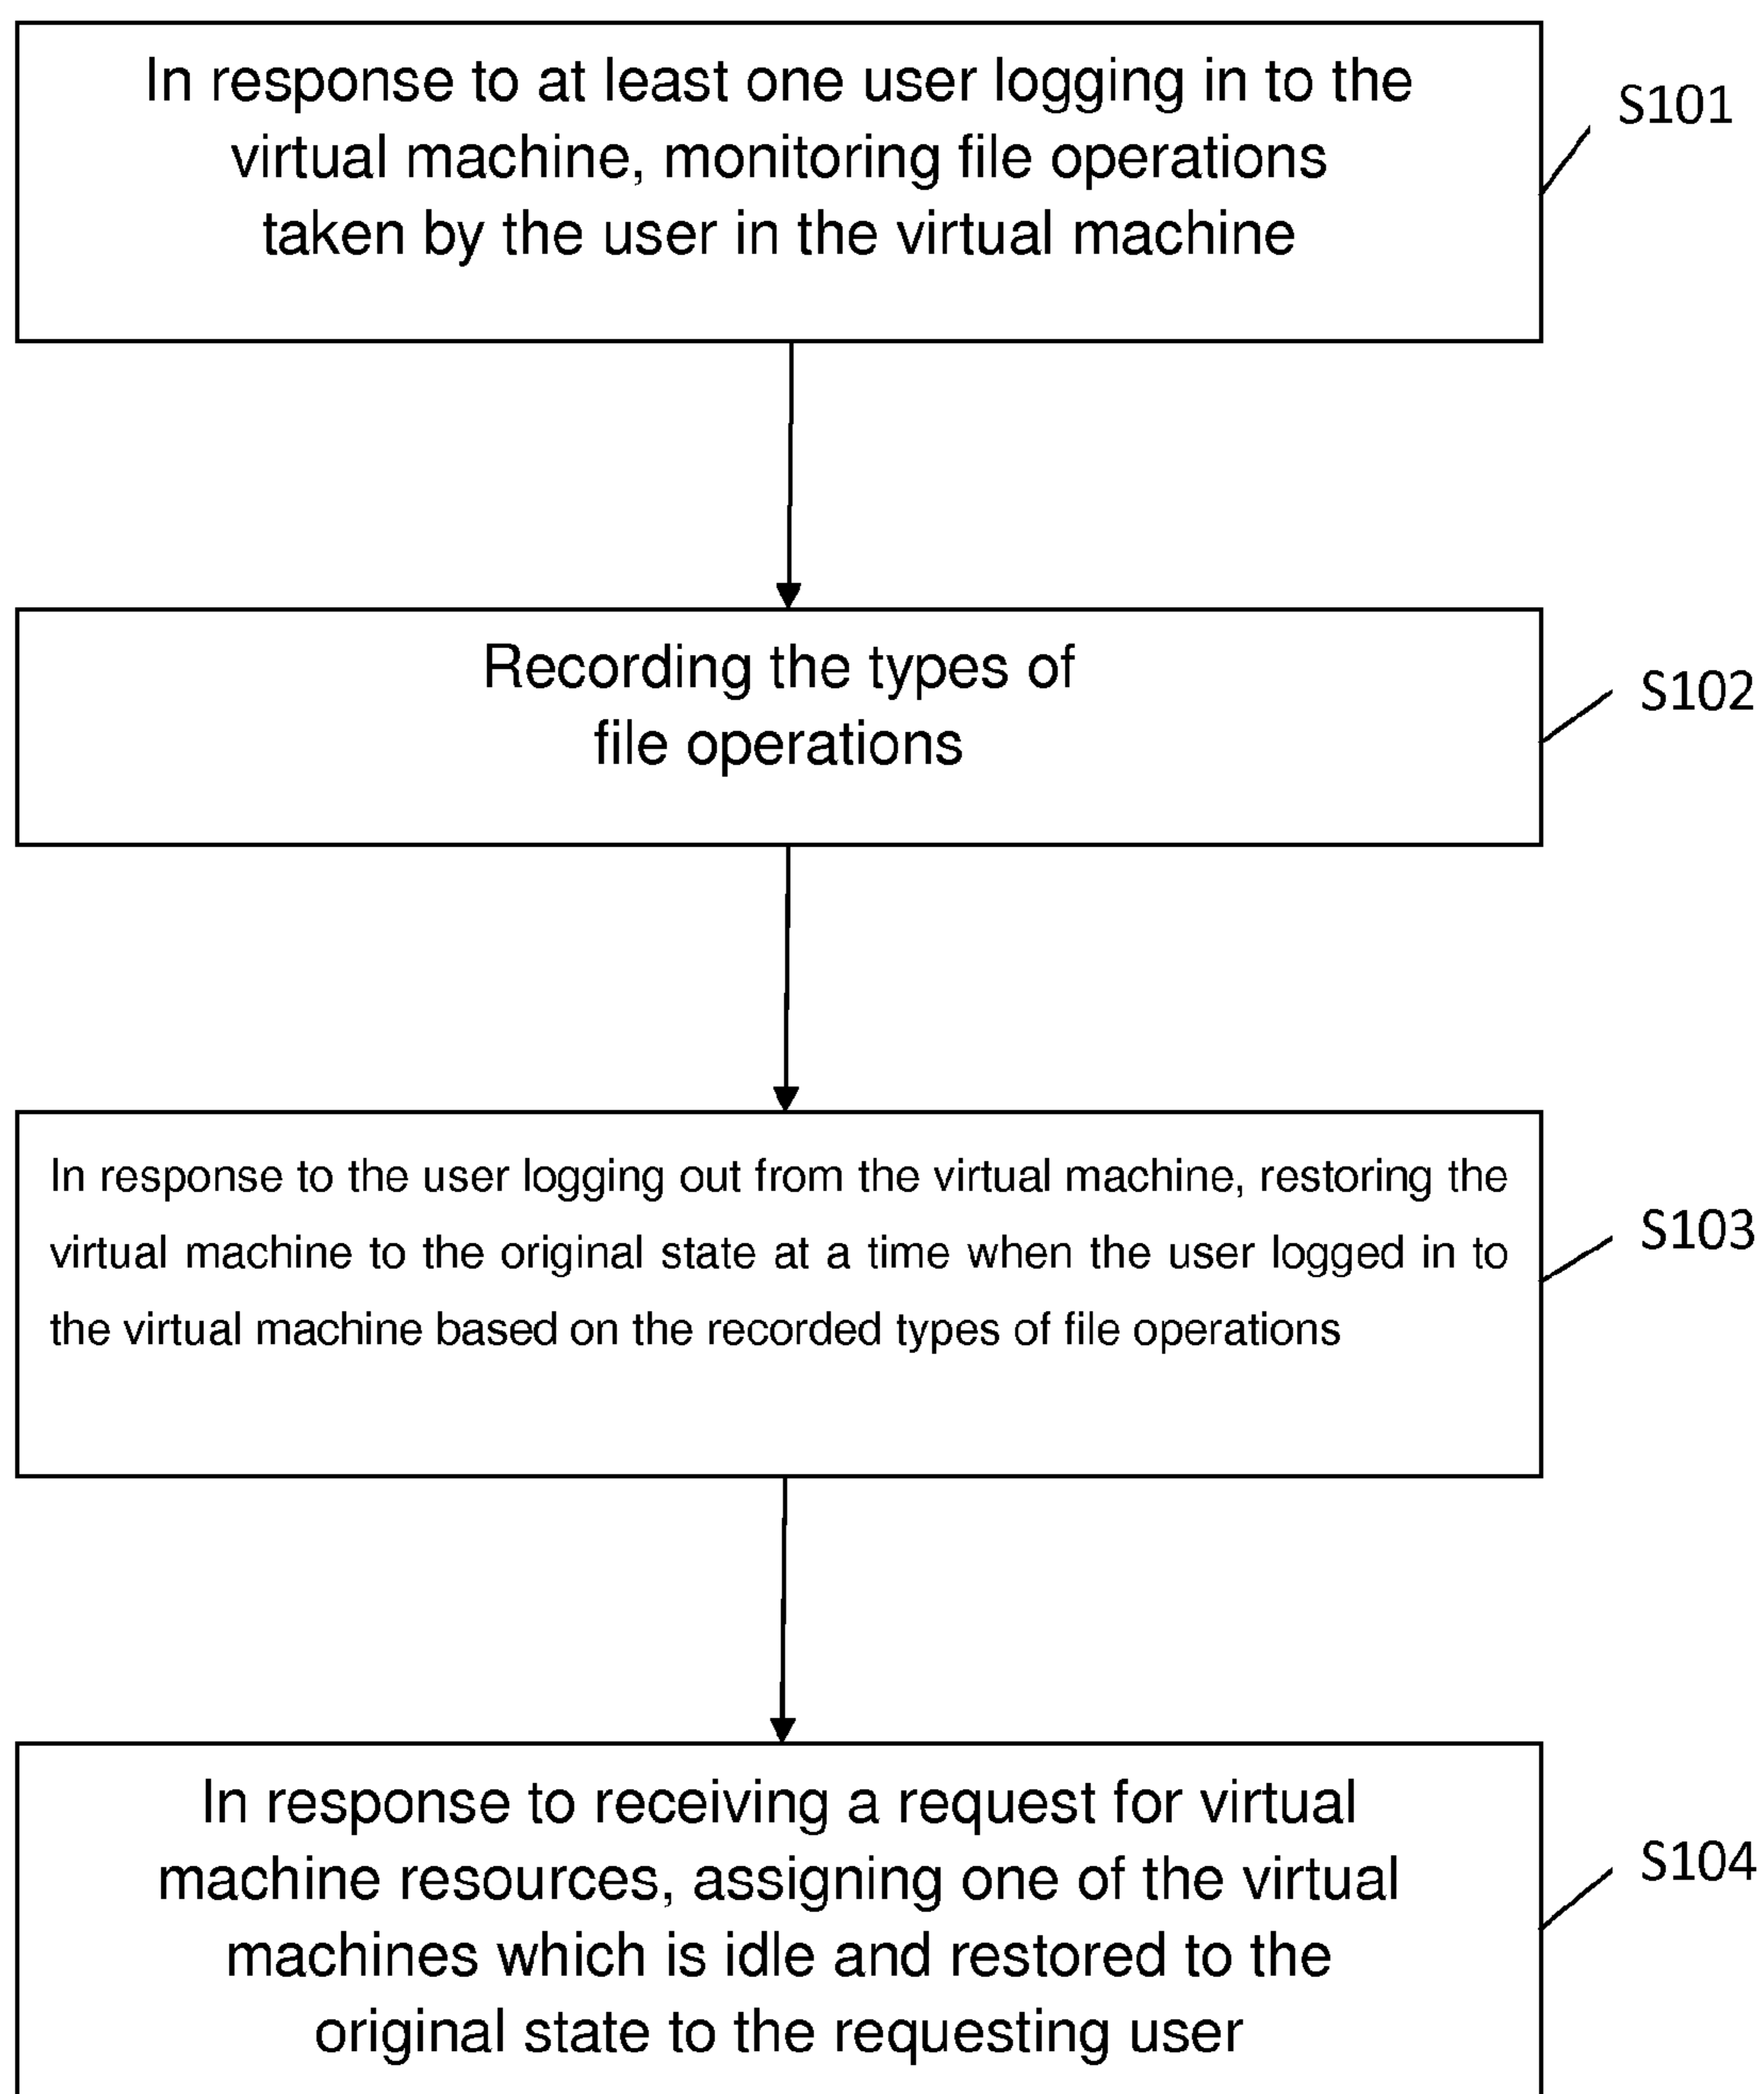 In response to at least one user logging in to the
virtual machine, monitoring file operations
taken by the user in the virtual machine
S101
Recording the types of
file operations
S102
In response to the user logging out from the virtual machine, restoring the
virtual machine to the original state at a time when the user logged in to
the virtual machine based on the recorded types of file operations
S103
In response to receiving a request for virtual
machine resources, assigning one of the virtual
machines which is idle and restored to the
original state to the requesting user
S104